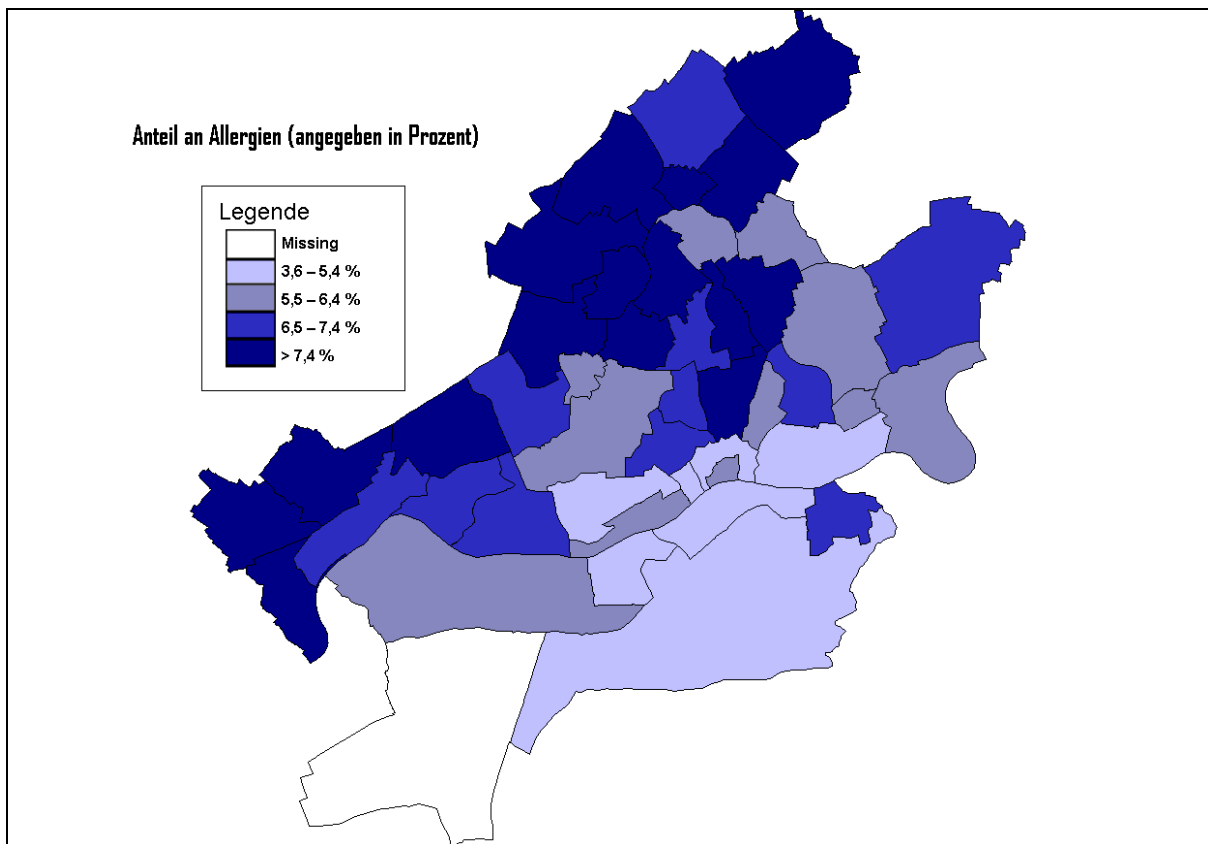 Anteil an Allergien (angegeben in Prozent)
Legende
Missing
3,6 – 5,4 %
5,5 – 6,4 %
6,5 – 7,4 %
> 7,4 %